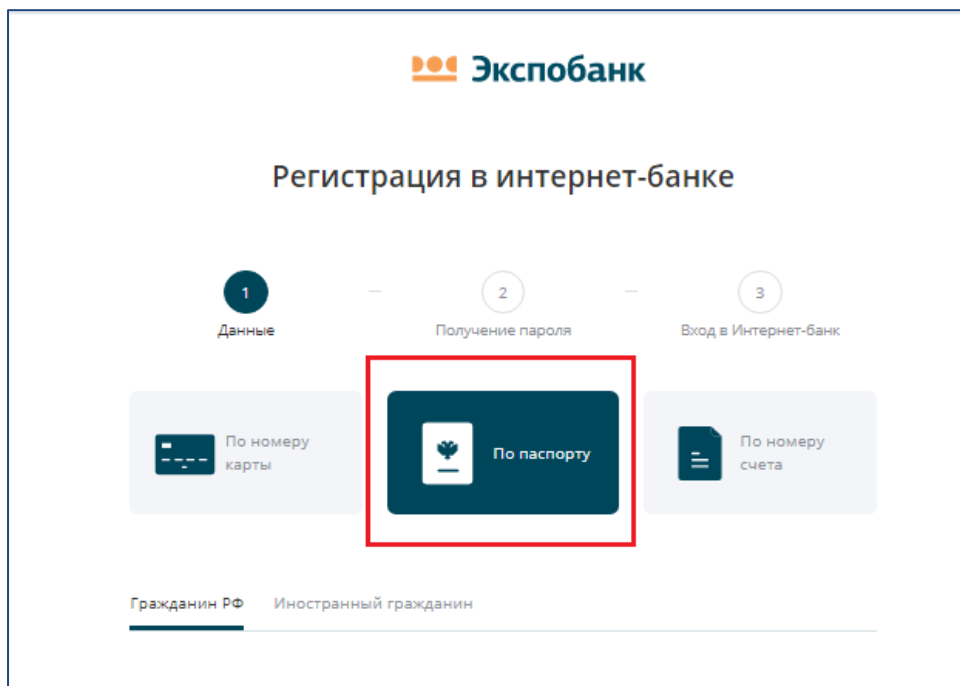 Экспобанк
Регистрация в интернет-банке
1
–
2
–
3
Данные
Получение пароля
Вход в Интернет-банк
По номеру
карты
По паспорту
По номеру
счета
Гражданин РФ
Иностранный гражданин